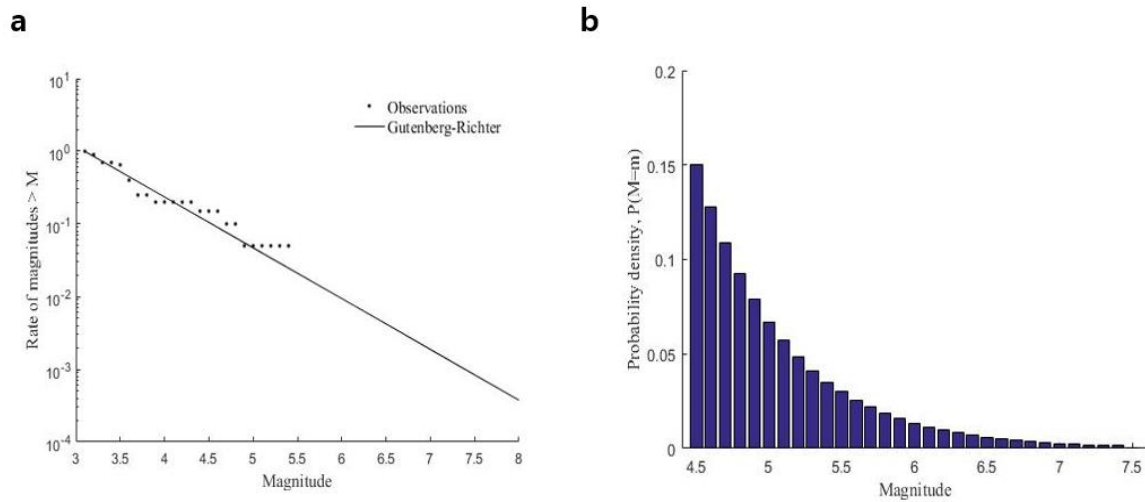 a
Rate of magnitudes > M
10^1
10^0
10^-1
10^-2
10^-3
10^-4
Observations
Gutenberg-Richter
3 3.5 4 4.5 5 5.5 6 6.5 7 7.5 8
Magnitude
b
Probability density, P(M=m)
0.2
0.15
0.1
0.05
0
4.5 5 5.5 6 6.5 7 7.5
Magnitude